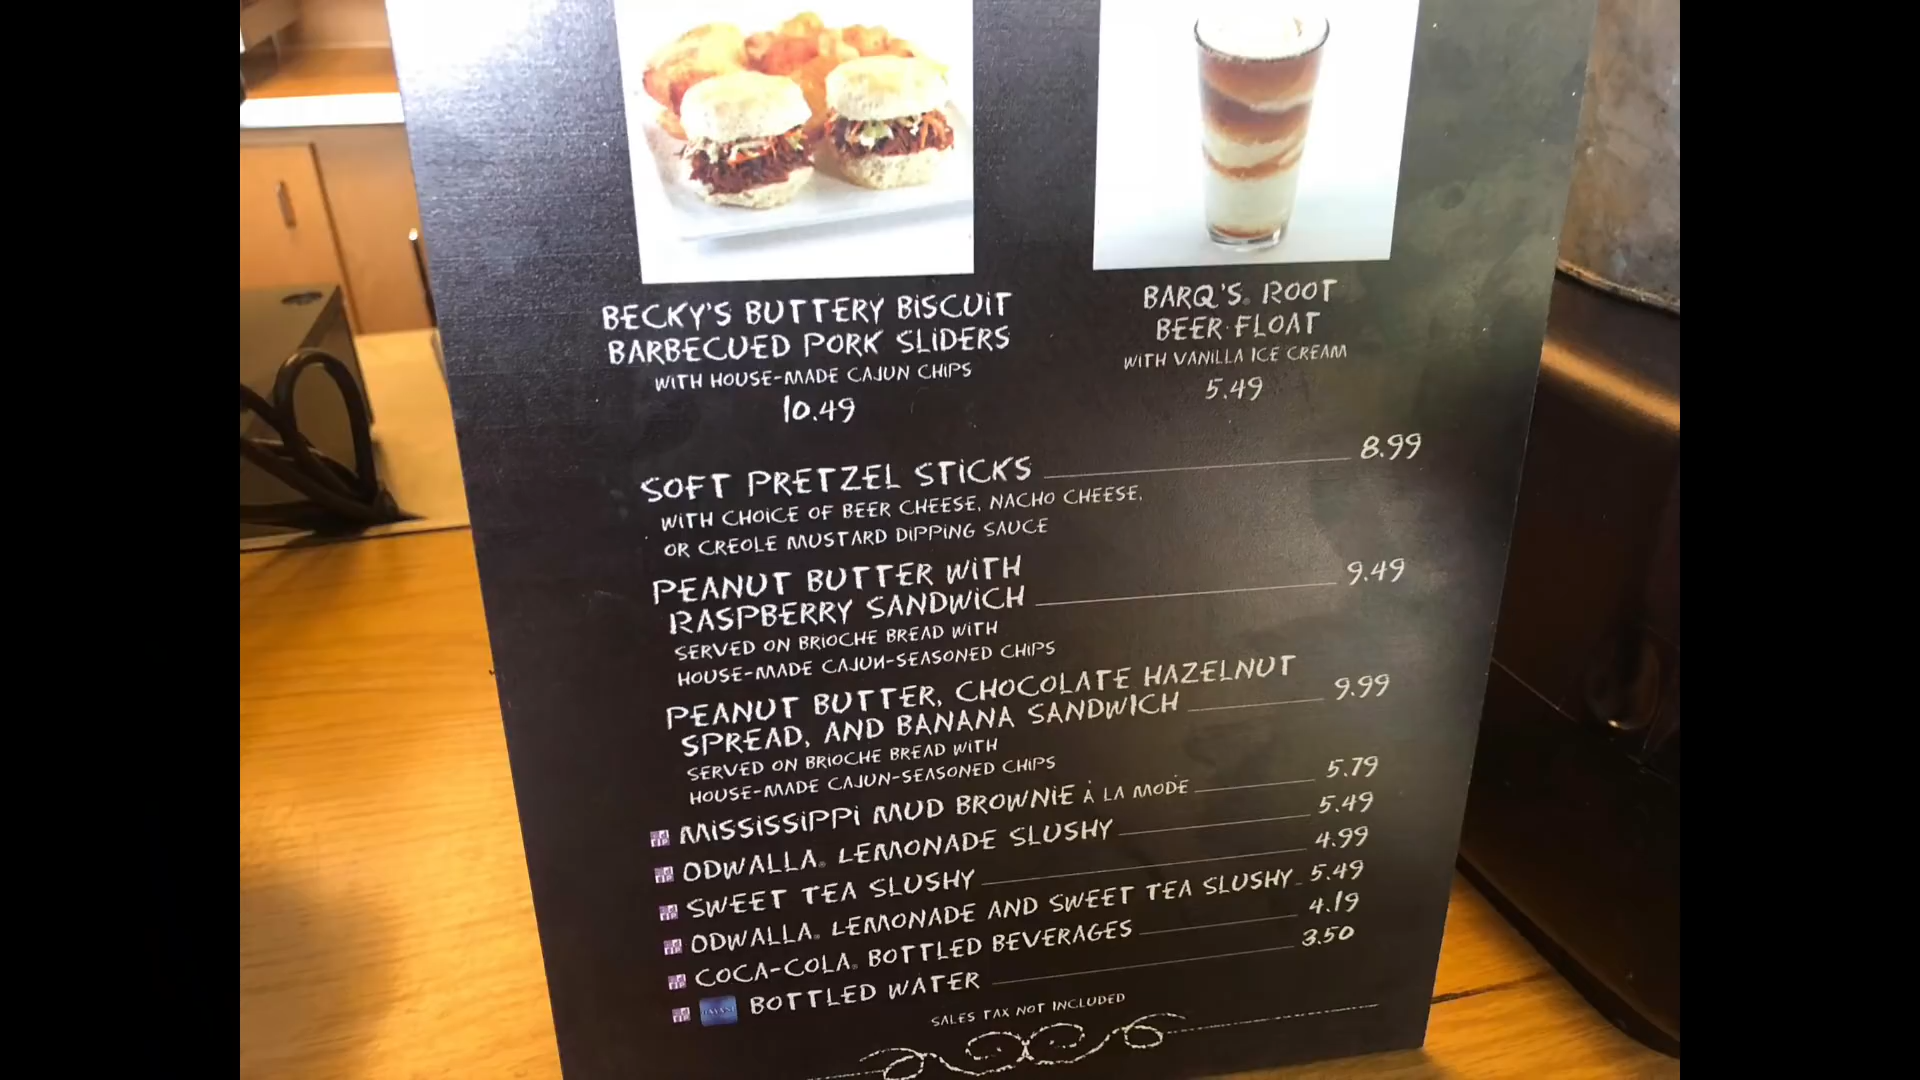 BECKY'S BUTTERY BISCUIT
BARBECUED PORK SLIDERS
WITH HOUSE-MADE CAJUN CHIPS
10.49
BARQ'S® ROOT
BEER FLOAT
WITH VANILLA ICE CREAM
5.49
SOFT PRETZEL STICKS 8.99
WITH CHOICE OF BEER CHEESE, NACHO CHEESE,
OR CREOLE MUSTARD DIPPING SAUCE
PEANUT BUTTER WITH
RASPBERRY SANDWICH 9.49
SERVED ON BRIOCHE BREAD WITH
HOUSE-MADE CAJUN-SEASONED CHIPS
PEANUT BUTTER, CHOCOLATE HAZELNUT
SPREAD, AND BANANA SANDWICH 9.99
SERVED ON BRIOCHE BREAD WITH
HOUSE-MADE CAJUN-SEASONED CHIPS
MISSISSIPPI MUD BROWNIE À LA MODE 5.79
ODWALLA® LEMONADE SLUSHY 5.49
SWEET TEA SLUSHY 4.99
ODWALLA® LEMONADE AND SWEET TEA SLUSHY 5.49
COCA-COLA® BOTTLED BEVERAGES 4.19
BOTTLED WATER 3.50
SALES TAX NOT INCLUDED